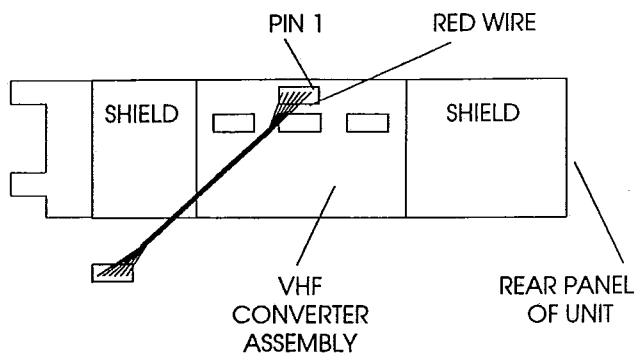 PIN 1
RED WIRE
SHIELD
SHIELD
VHF
CONVERTER
ASSEMBLY
REAR PANEL
OF UNIT